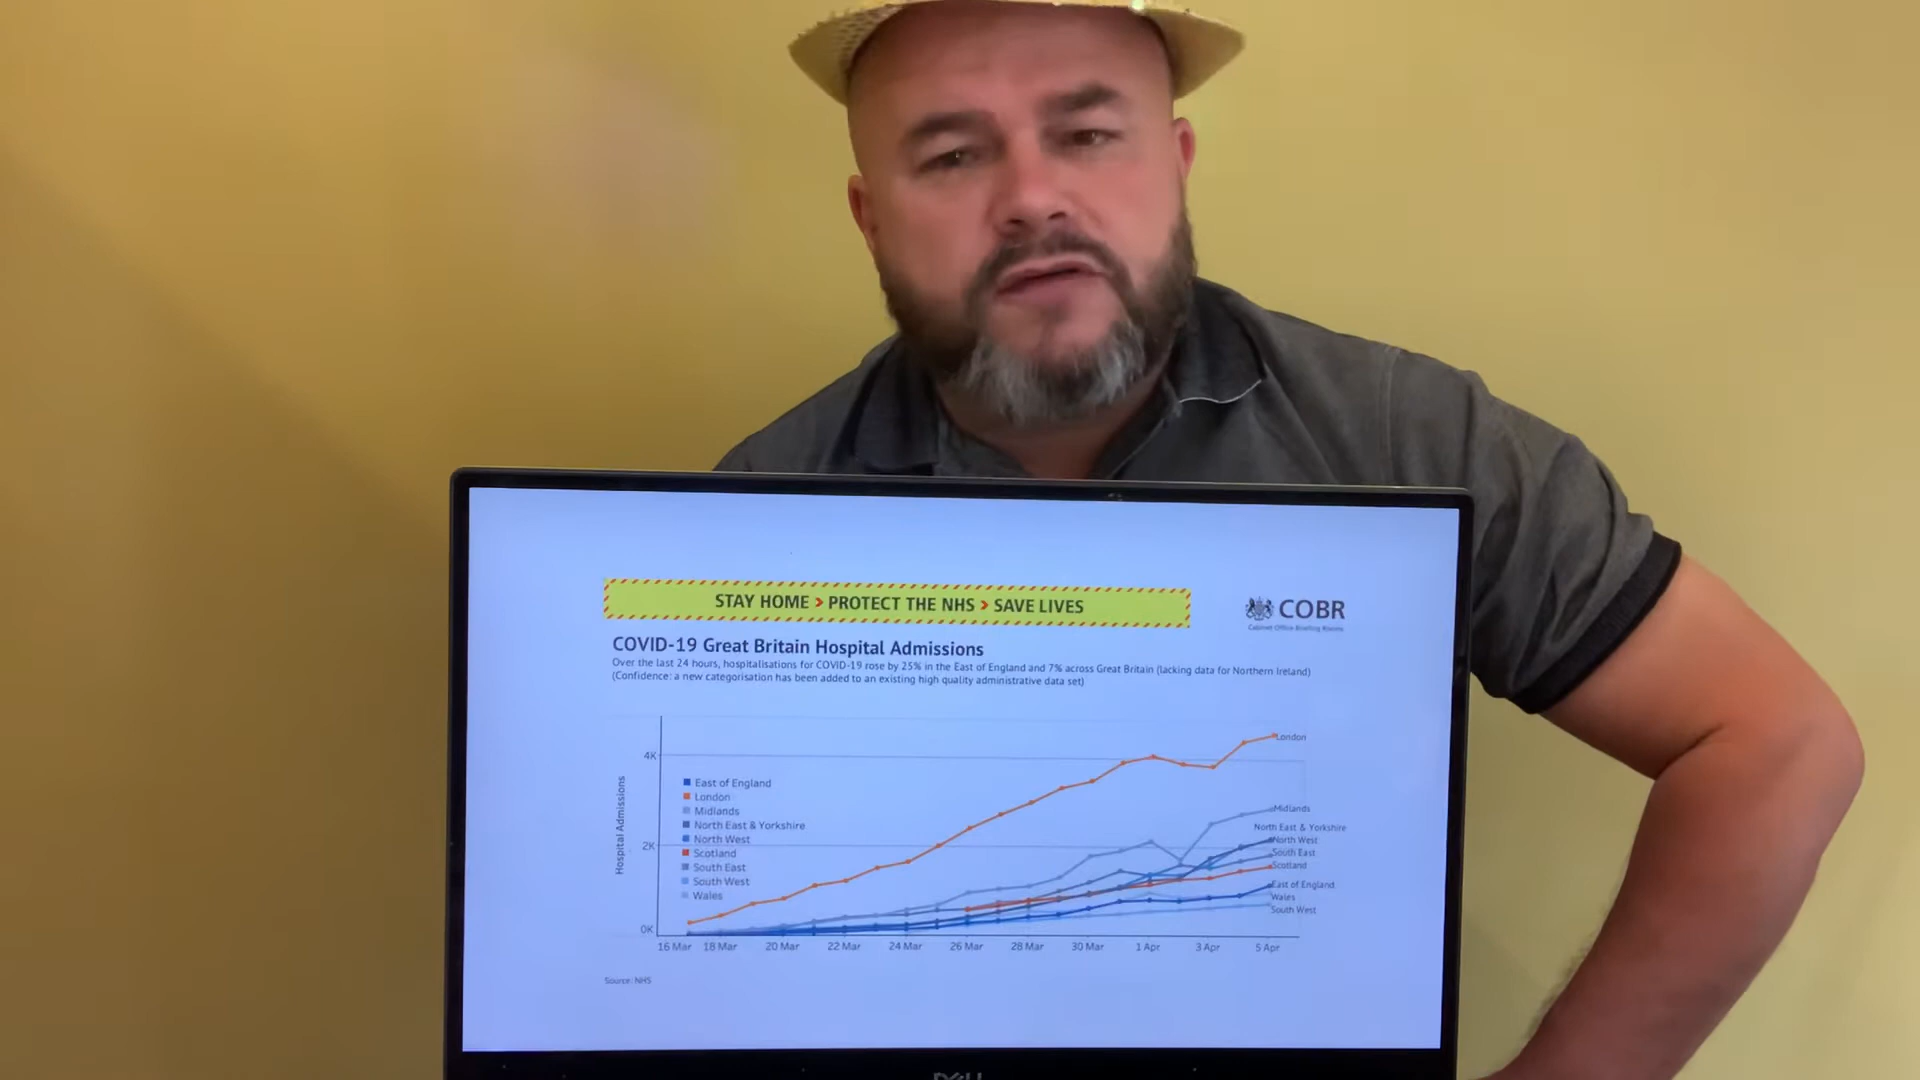 STAY HOME > PROTECT THE NHS > SAVE LIVES
COBR
Cabinet Office Briefing Rooms
COVID-19 Great Britain Hospital Admissions
Over the last 24 hours, hospitalisations for COVID-19 rose by 25% in the East of England and 7% across Great Britain (lacking data for Northern Ireland)
(Confidence: a new categorisation has been added to an existing high quality administrative data set)
Hospital Admissions
4K
2K
0K
East of England
London
Midlands
North East & Yorkshire
North West
Scotland
South East
South West
Wales
London
Midlands
North East & Yorkshire
North West
South East
Scotland
East of England
Wales
South West
16 Mar 18 Mar 20 Mar 22 Mar 24 Mar 26 Mar 28 Mar 30 Mar 1 Apr 3 Apr 5 Apr
Source: NHS
DELL